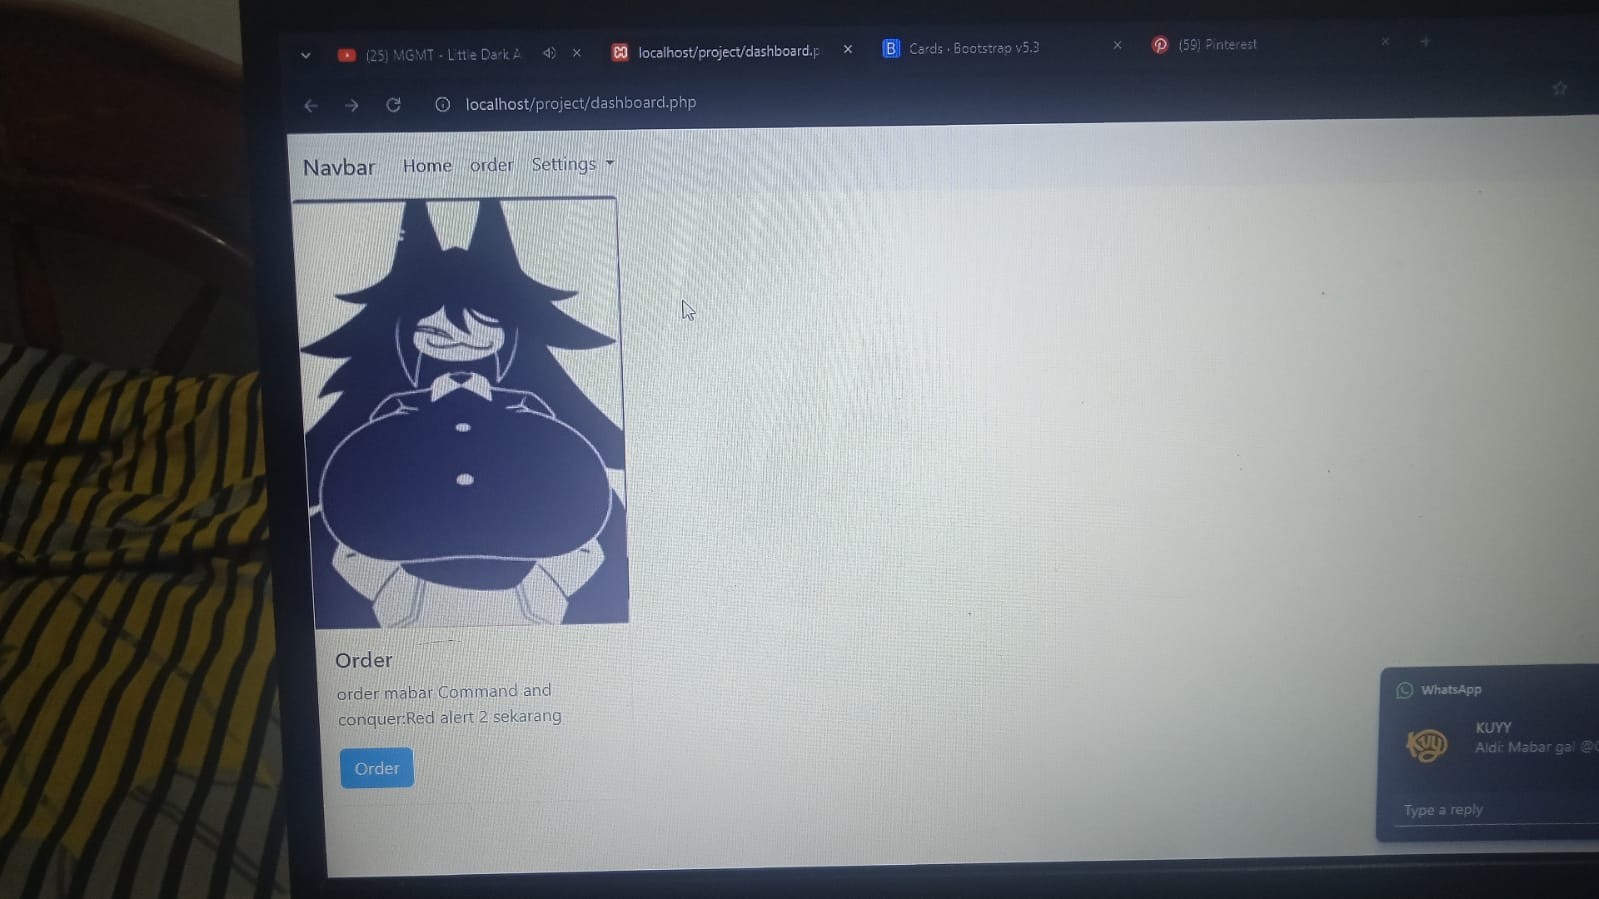 (25) MGMT - Little Dark A
localhost/project/dashboard.p
Cards · Bootstrap v5.3
(59) Pinterest
localhost/project/dashboard.php
Navbar Home order Settings
Order
order mabar Command and
conquer:Red alert 2 sekarang
Order
WhatsApp
KUYY
Aldi: Mabar ga!
Type a reply